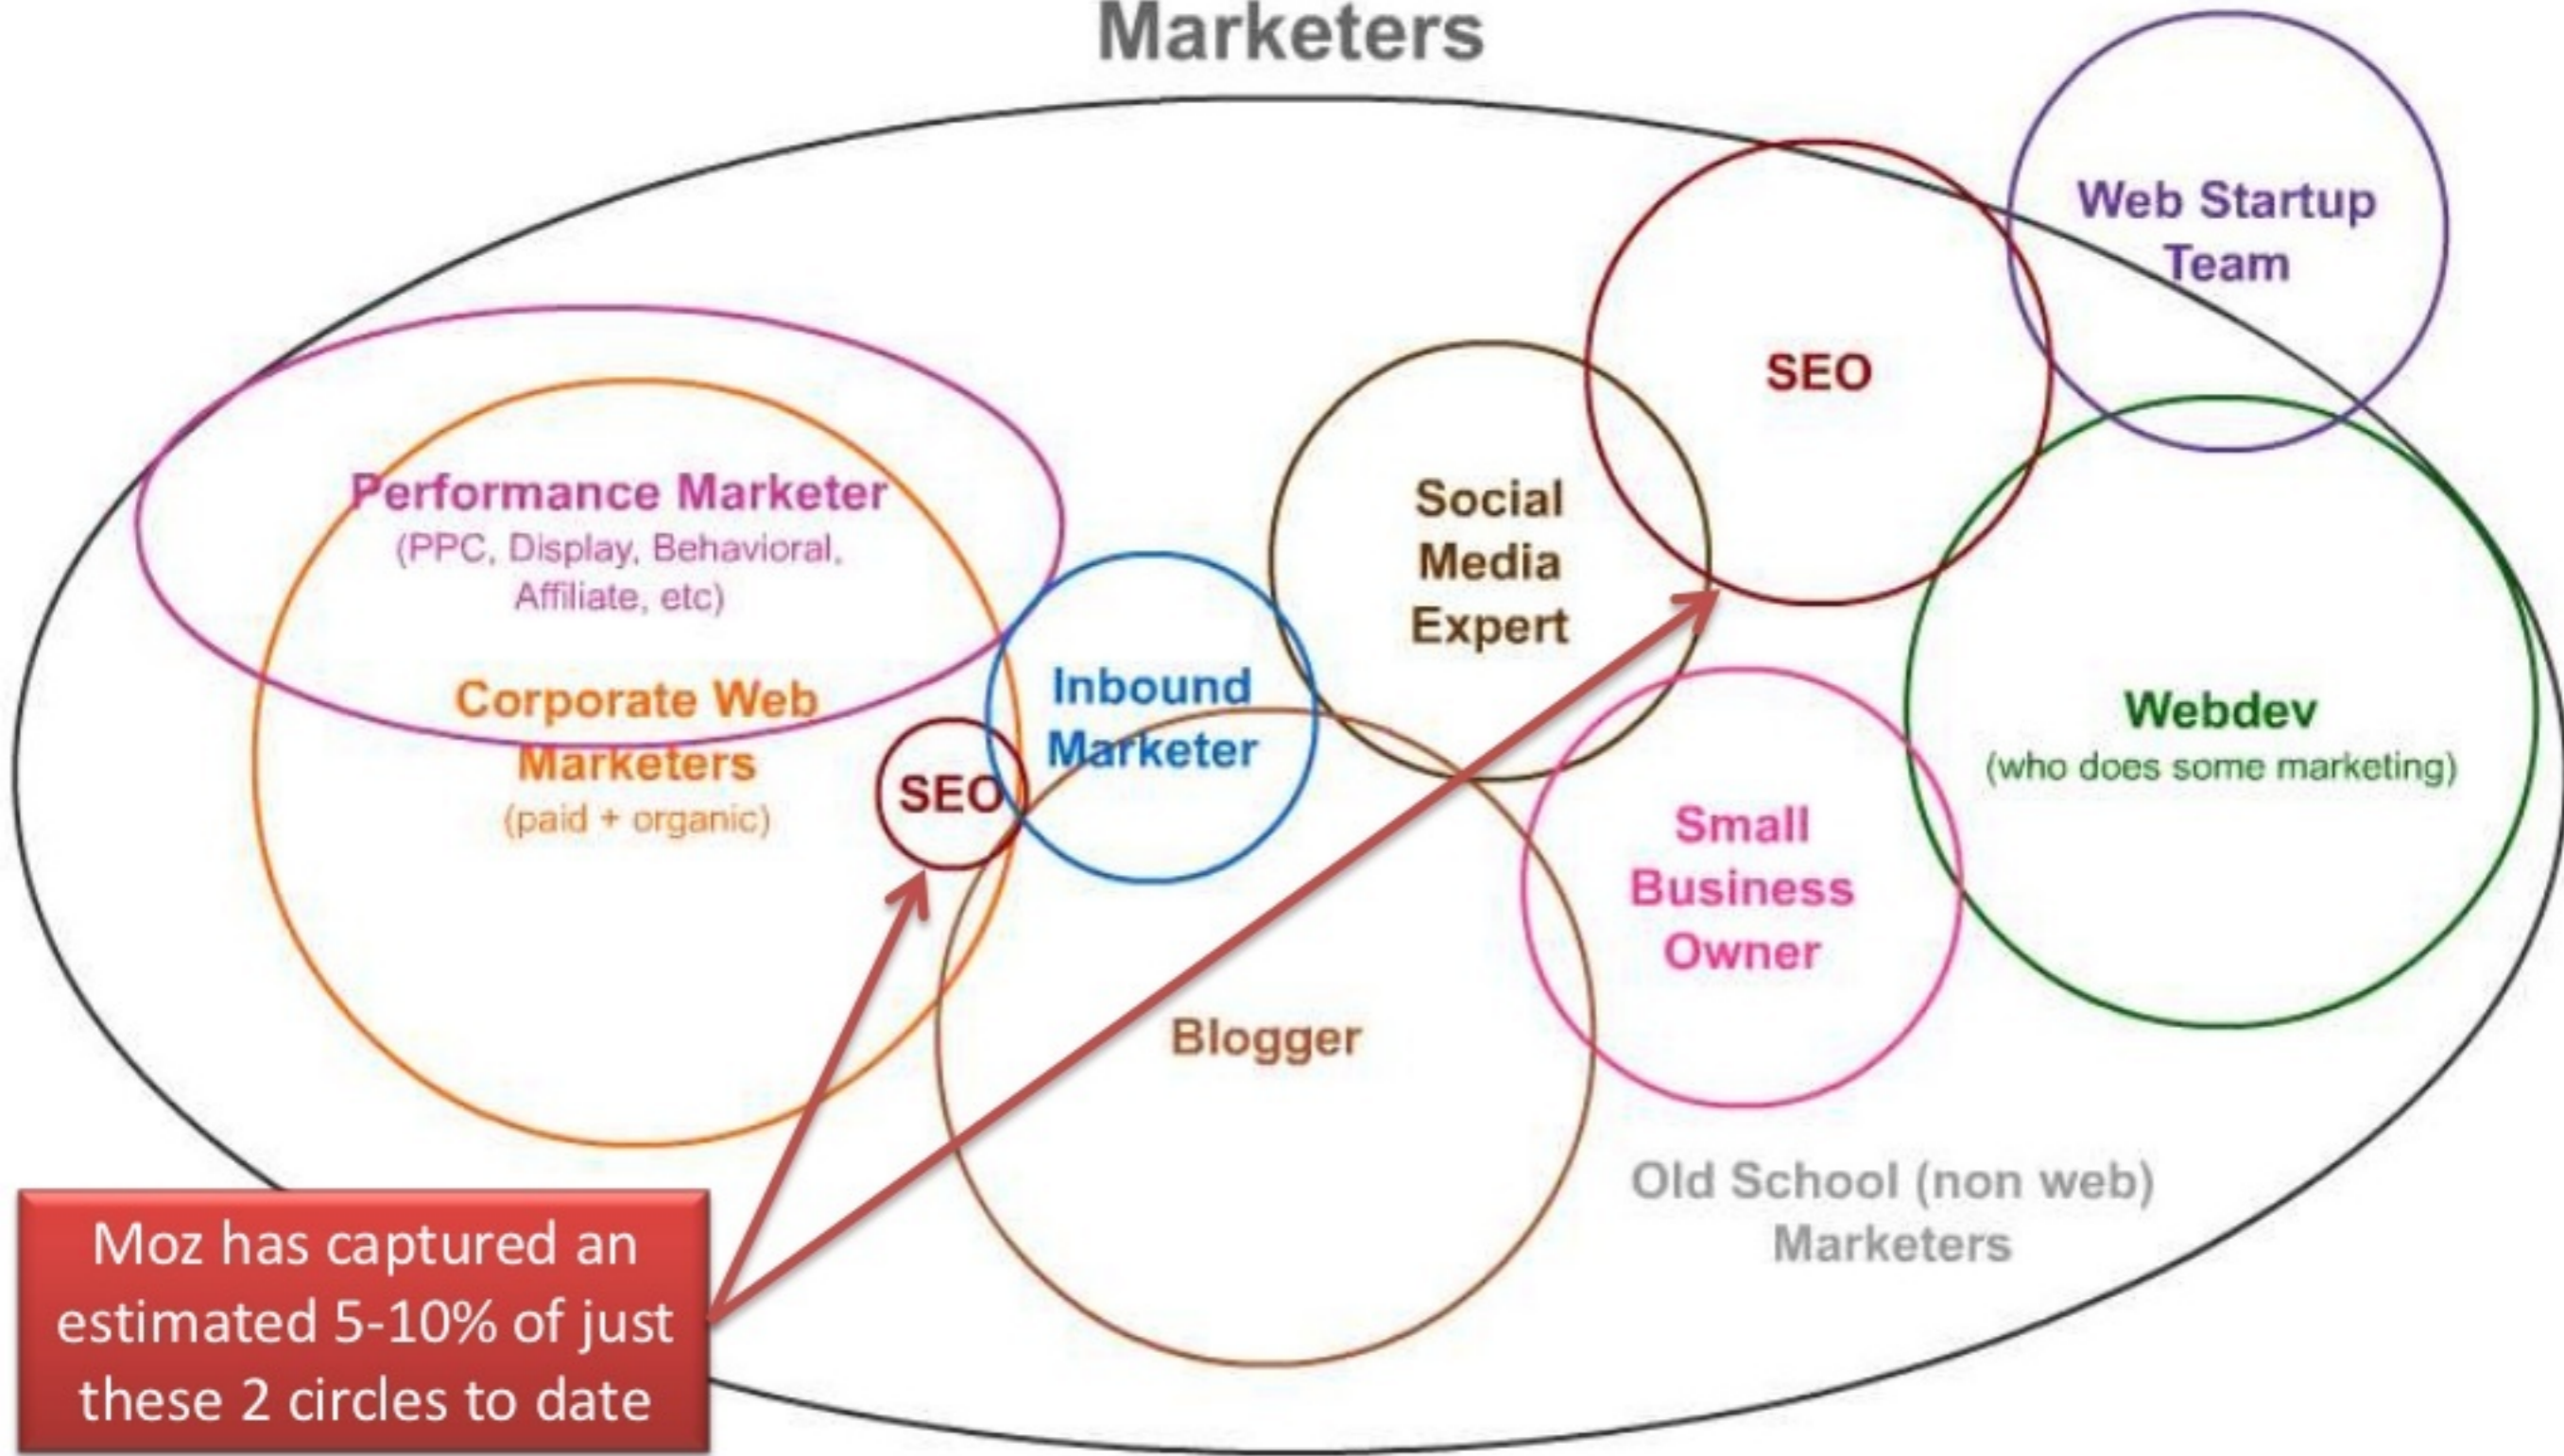 Marketers
Web Startup
Team
SEO
Performance Marketer
(PPC, Display, Behavioral,
Affiliate, etc)
Social
Media
Expert
Corporate Web
Marketers
(paid + organic)
SEO
Inbound
Marketer
Webdev
(who does some marketing)
Small
Business
Owner
Blogger
Old School (non web)
Marketers
Moz has captured an
estimated 5-10% of just
these 2 circles to date